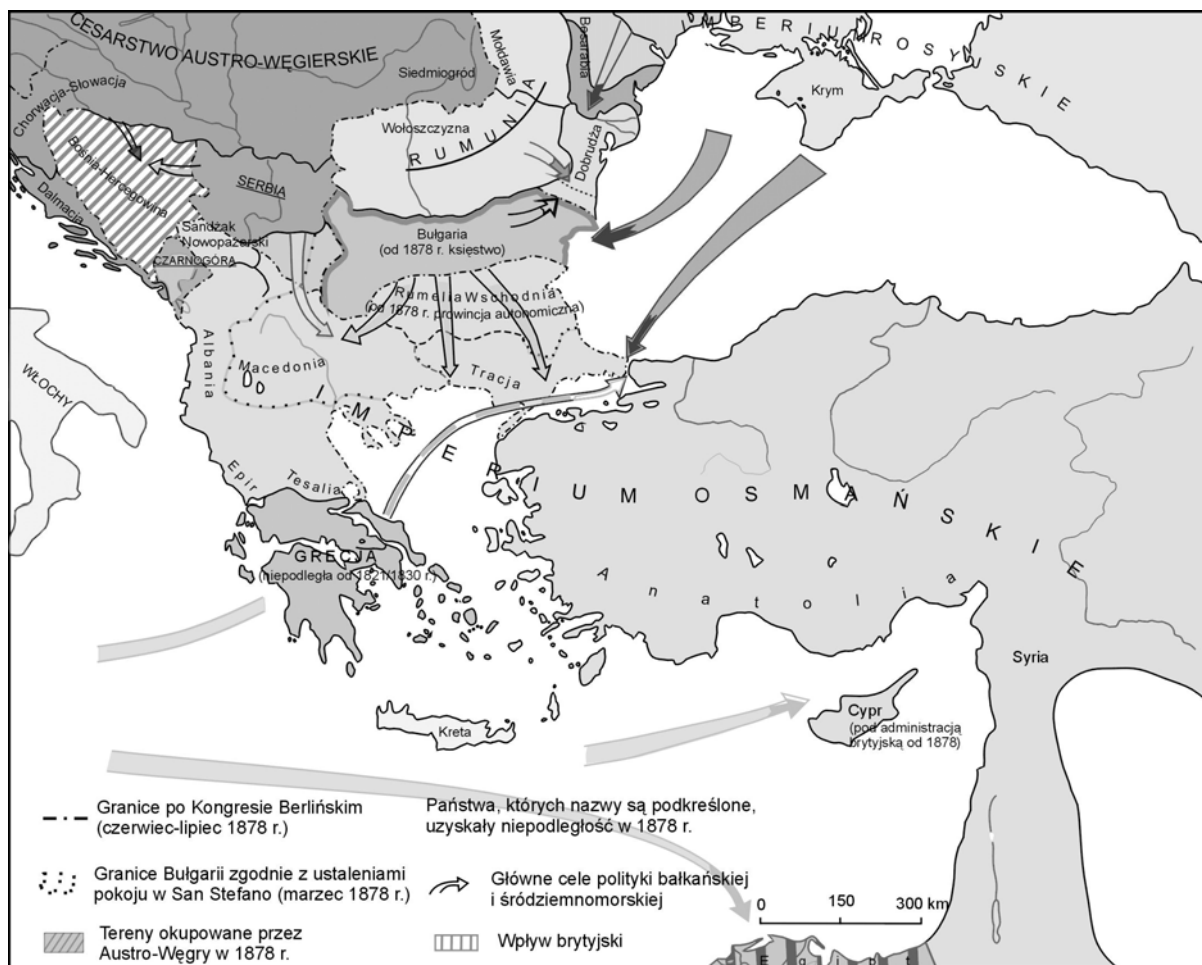 CESARSTWO AUSTRO-WĘGIERSKIE
Chorwacja-Słowacja
Siedmiogród
Mołdawia
Besarabia
IMPERIUM ROSYJSKIE
Krym
Wołoszczyzna
RUMUNIA
Dobrudża
Bośnia-Hercegowina
SERBIA
Dalmacja
Sandżak
Nowopazarski
CZARNOGÓRA
Bułgaria
(od 1878 r. księstwo)
Rumelia Wschodnia
(od 1878 r. prowincja autonomiczna)
Albania
Macedonia
Tracja
WŁOCHY
IMPERIUM OSMAŃSKIE
Epir
Tesalia
GRECJA
(niepodległa od 1821/1830 r.)
Anatolia
Syria
Kreta
Cypr
(pod administracją
brytyjską od 1878)
Granice po Kongresie Berlińskim
(czerwiec-lipiec 1878 r.)
Państwa, których nazwy są podkreślone,
uzyskały niepodległość w 1878 r.
Granice Bułgarii zgodnie z ustaleniami
pokoju w San Stefano (marzec 1878 r.)
Główne cele polityki bałkańskiej
i śródziemnomorskiej
0 150 300 km
Tereny okupowane przez
Austro-Węgry w 1878 r.
Wpływ brytyjski
Egipt